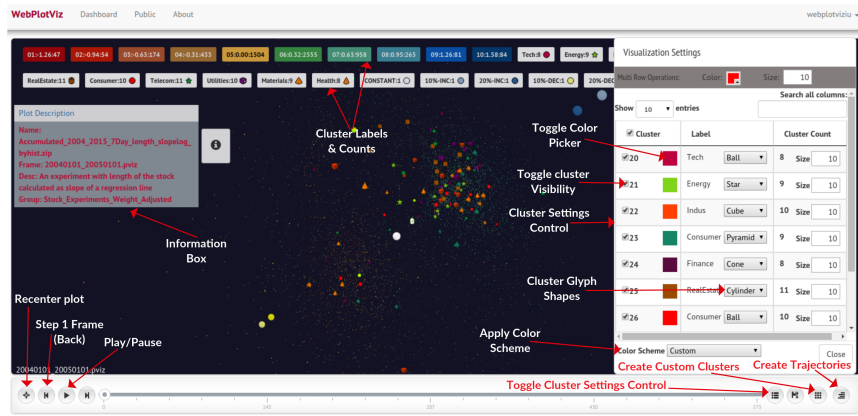 WebPlotViz Dashboard Public About webplotviziu
01:>1.26:47 02:>0.94:54 03:>0.63:174 04:>0.31:433 05:0.00:1504 06:0.32:2555 07:0.63:958 08:0.95:263 09:1.26:81 10:1.58:84 Tech:8 Energy:9
RealEstate:11 Consumer:10 Telecom:11 Utilities:10 Materials:9 Health:8 CONSTANT:1 10%-INC:1 20%-INC:1 10%-DEC:1 20%-DEC
Plot Description
Name:
Accumulated_2004_2015_7Day_length_slopelag_
byhist.zip
Frame: 20040101_20050101.pviz
Desc: An experiment with length of the stock
calculated as slope of a regression line
Group: Stock_Experiments_Weight_Adjusted
Cluster Labels
& Counts
Information
Box
Toggle Color
Picker
Toggle cluster
Visibility
Cluster Settings
Control
Cluster Glyph
Shapes
Apply Color
Scheme
Recenter plot
Step 1 Frame
(Back)
Play/Pause
20040101_20050101.pviz
Visualization Settings
Multi Row Operations: Color: Size: 10
Search all columns:
Show 10 entries
Cluster Label Cluster Count
20 Tech Ball 8 Size 10
21 Energy Star 9 Size 10
22 Indus Cube 10 Size 10
23 Consumer Pyramid 9 Size 10
24 Finance Cone 8 Size 10
25 RealEstate Cylinder 11 Size 10
26 Consumer Ball 10 Size 10
Color Scheme Custom Close
Create Custom Clusters
Create Trajectories
Toggle Cluster Settings Control
0 143 287 430 573